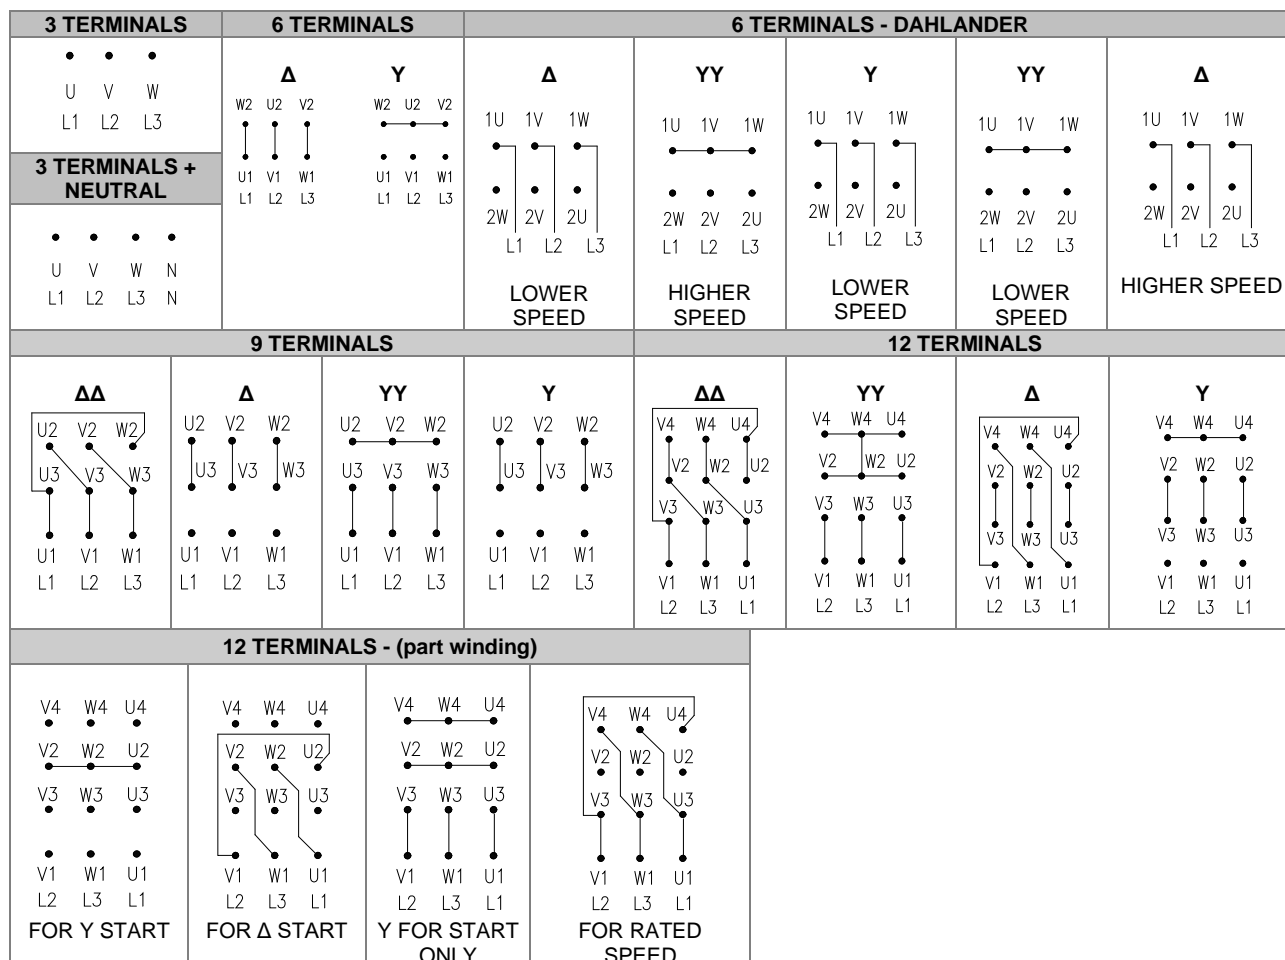 3 TERMINALS
U V W
L1 L2 L3
3 TERMINALS +
NEUTRAL
U V W N
L1 L2 L3 N
6 TERMINALS
Δ Y
W2 U2 V2 W2 U2 V2
U1 V1 W1 U1 V1 W1
L1 L2 L3 L1 L2 L3
6 TERMINALS - DAHLANDER
Δ
1U 1V 1W
2W 2V 2U
L1 L2 L3
LOWER
SPEED
YY
1U 1V 1W
2W 2V 2U
L1 L2 L3
HIGHER
SPEED
Y
1U 1V 1W
2W 2V 2U
L1 L2 L3
LOWER
SPEED
YY
1U 1V 1W
2W 2V 2U
L1 L2 L3
LOWER
SPEED
Δ
1U 1V 1W
2W 2V 2U
L1 L2 L3
HIGHER SPEED
9 TERMINALS
ΔΔ
U2 V2 W2
U3 V3 W3
U1 V1 W1
L1 L2 L3
Δ
U2 V2 W2
U3 V3 W3
U1 V1 W1
L1 L2 L3
YY
U2 V2 W2
U3 V3 W3
U1 V1 W1
L1 L2 L3
Y
U2 V2 W2
U3 V3 W3
U1 V1 W1
L1 L2 L3
12 TERMINALS
ΔΔ
V4 W4 U4
V2 W2 U2
V3 W3 U3
V1 W1 U1
L2 L3 L1
YY
V4 W4 U4
V2 W2 U2
V3 W3 U3
V1 W1 U1
L2 L3 L1
Δ
V4 W4 U4
V2 W2 U2
V3 W3 U3
V1 W1 U1
L2 L3 L1
Y
V4 W4 U4
V2 W2 U2
V3 W3 U3
V1 W1 U1
L2 L3 L1
12 TERMINALS - (part winding)
V4 W4 U4
V2 W2 U2
V3 W3 U3
V1 W1 U1
L2 L3 L1
FOR Y START
V4 W4 U4
V2 W2 U2
V3 W3 U3
V1 W1 U1
L2 L3 L1
FOR Δ START
V4 W4 U4
V2 W2 U2
V3 W3 U3
V1 W1 U1
L2 L3 L1
Y FOR START
ONLY
V4 W4 U4
V2 W2 U2
V3 W3 U3
V1 W1 U1
L2 L3 L1
FOR RATED
SPEED